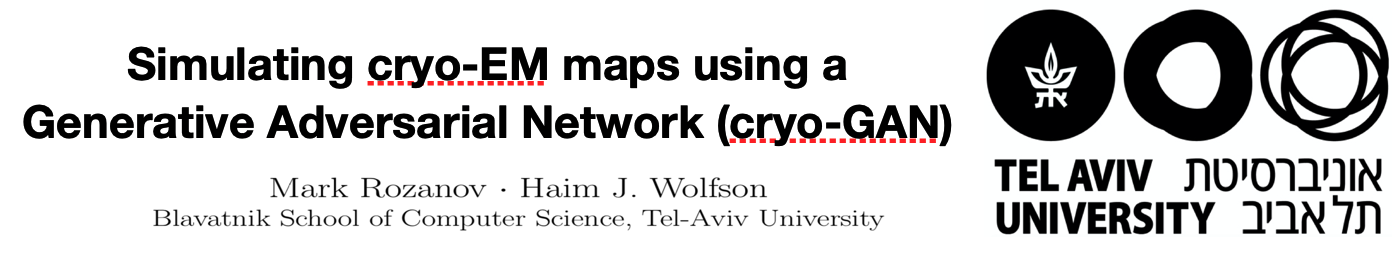 Simulating cryo-EM maps using a
Generative Adversarial Network (cryo-GAN)
Mark Rozanov · Haim J. Wolfson
Blavatnik School of Computer Science, Tel-Aviv University
את
TEL AVIV אוניברסיטת
UNIVERSITY תל אביב